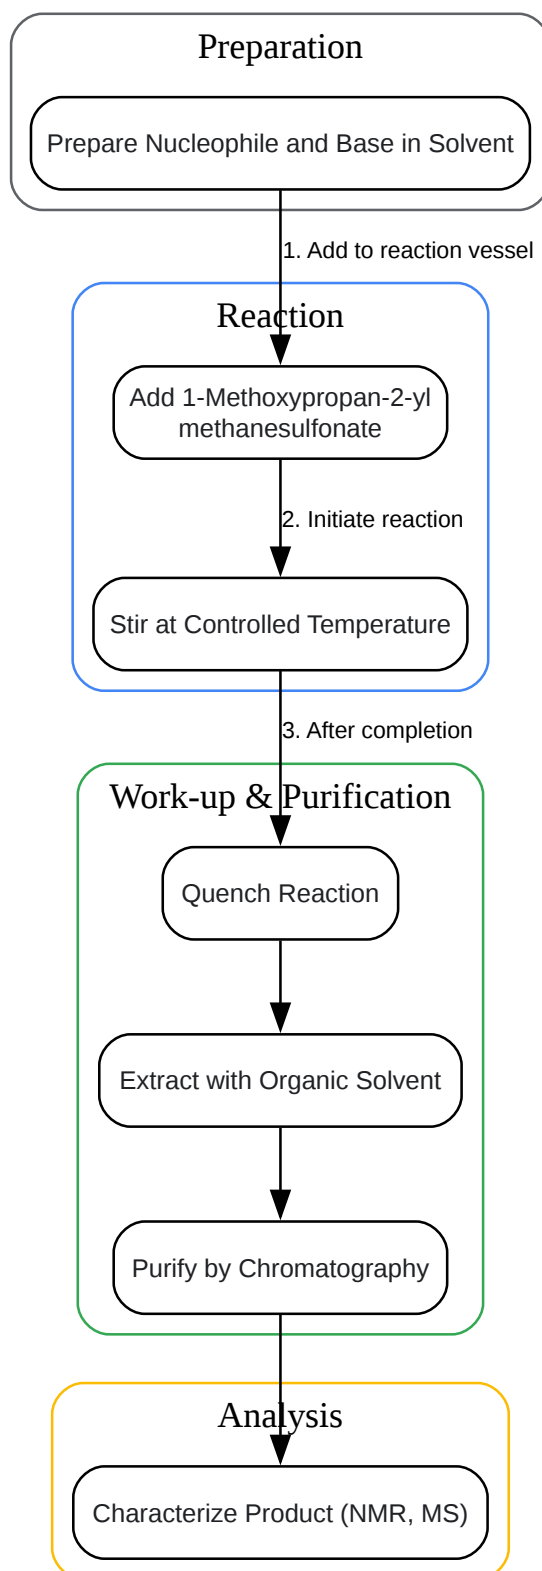 Preparation
Prepare Nucleophile and Base in Solvent
1. Add to reaction vessel
Reaction
Add 1-Methoxypropan-2-yl
methanesulfonate
2. Initiate reaction
Stir at Controlled Temperature
3. After completion
Work-up & Purification
Quench Reaction
Extract with Organic Solvent
Purify by Chromatography
Analysis
Characterize Product (NMR, MS)